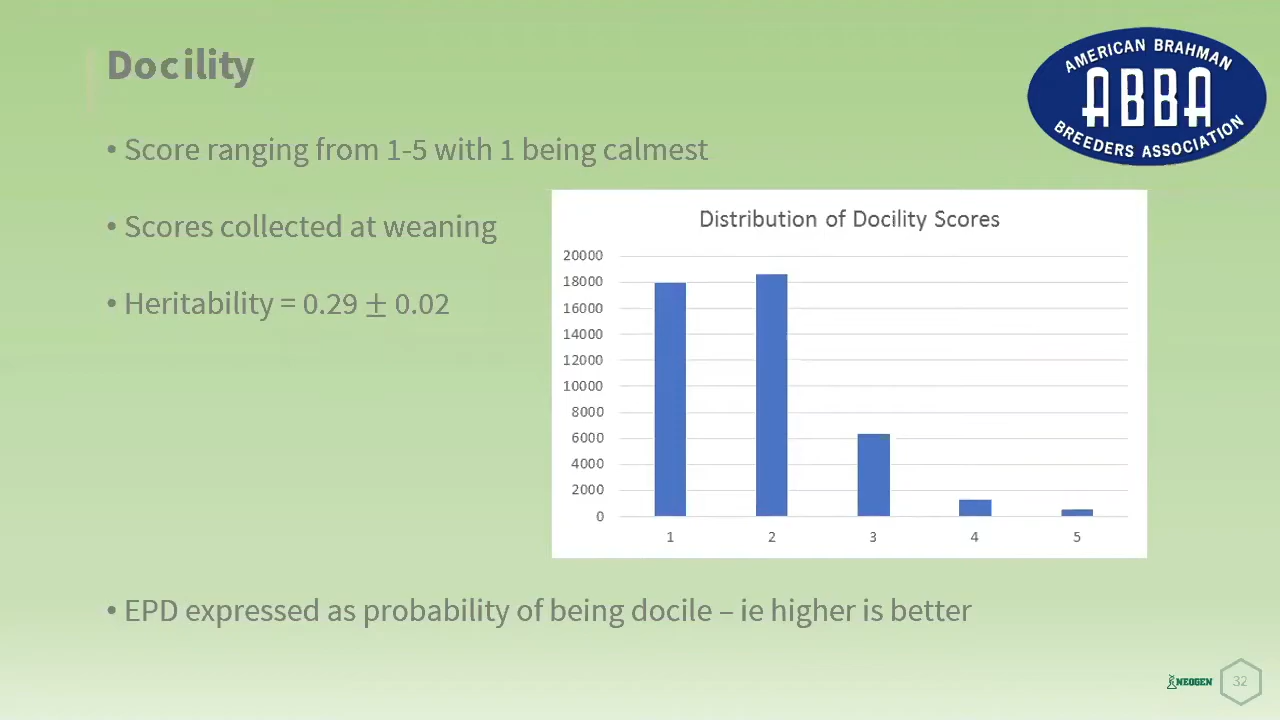 Docility
AMERICAN BRAHMAN
ABBA
BREEDERS ASSOCIATION
• Score ranging from 1-5 with 1 being calmest
• Scores collected at weaning
• Heritability = 0.29 ± 0.02
Distribution of Docility Scores
20000
18000
16000
14000
12000
10000
8000
6000
4000
2000
0
1 2 3 4 5
• EPD expressed as probability of being docile – ie higher is better
NEOGEN
32